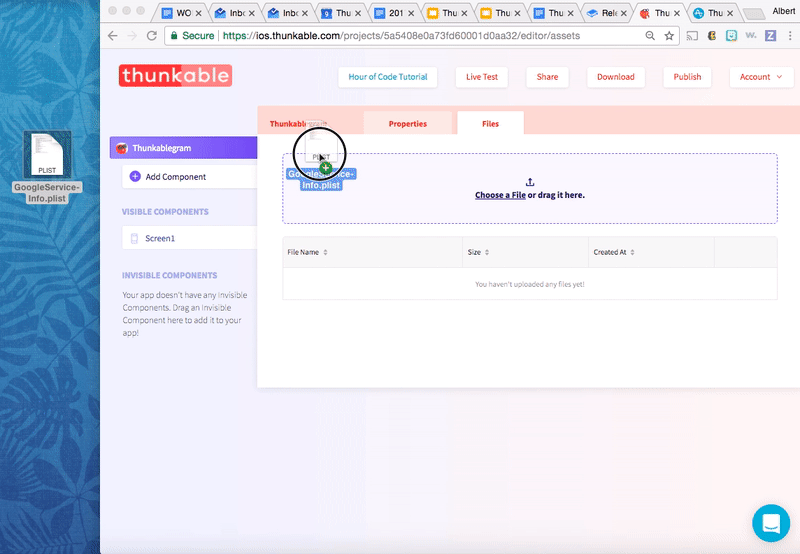 WO
Inbo
Inbo
Thu
201
Thu
Thu
Thu
Rele
Thu
Thu
Albert
Secure
https://ios.thunkable.com/projects/5a5408e0a73fd60001d0aa32/editor/assets
thunkable
Hour of Code Tutorial
Live Test
Share
Download
Publish
Account
Properties
Files
PLIST
GoogleService-
Info.plist
Thunkablegram
Add Component
VISIBLE COMPONENTS
Screen1
INVISIBLE COMPONENTS
Your app doesn't have any Invisible
Components. Drag an Invisible
Component here to add it to your
app!
PLIST
GoogleService-
Info.plist
Choose a File or drag it here.
File Name
Size
Created At
You haven't uploaded any files yet!